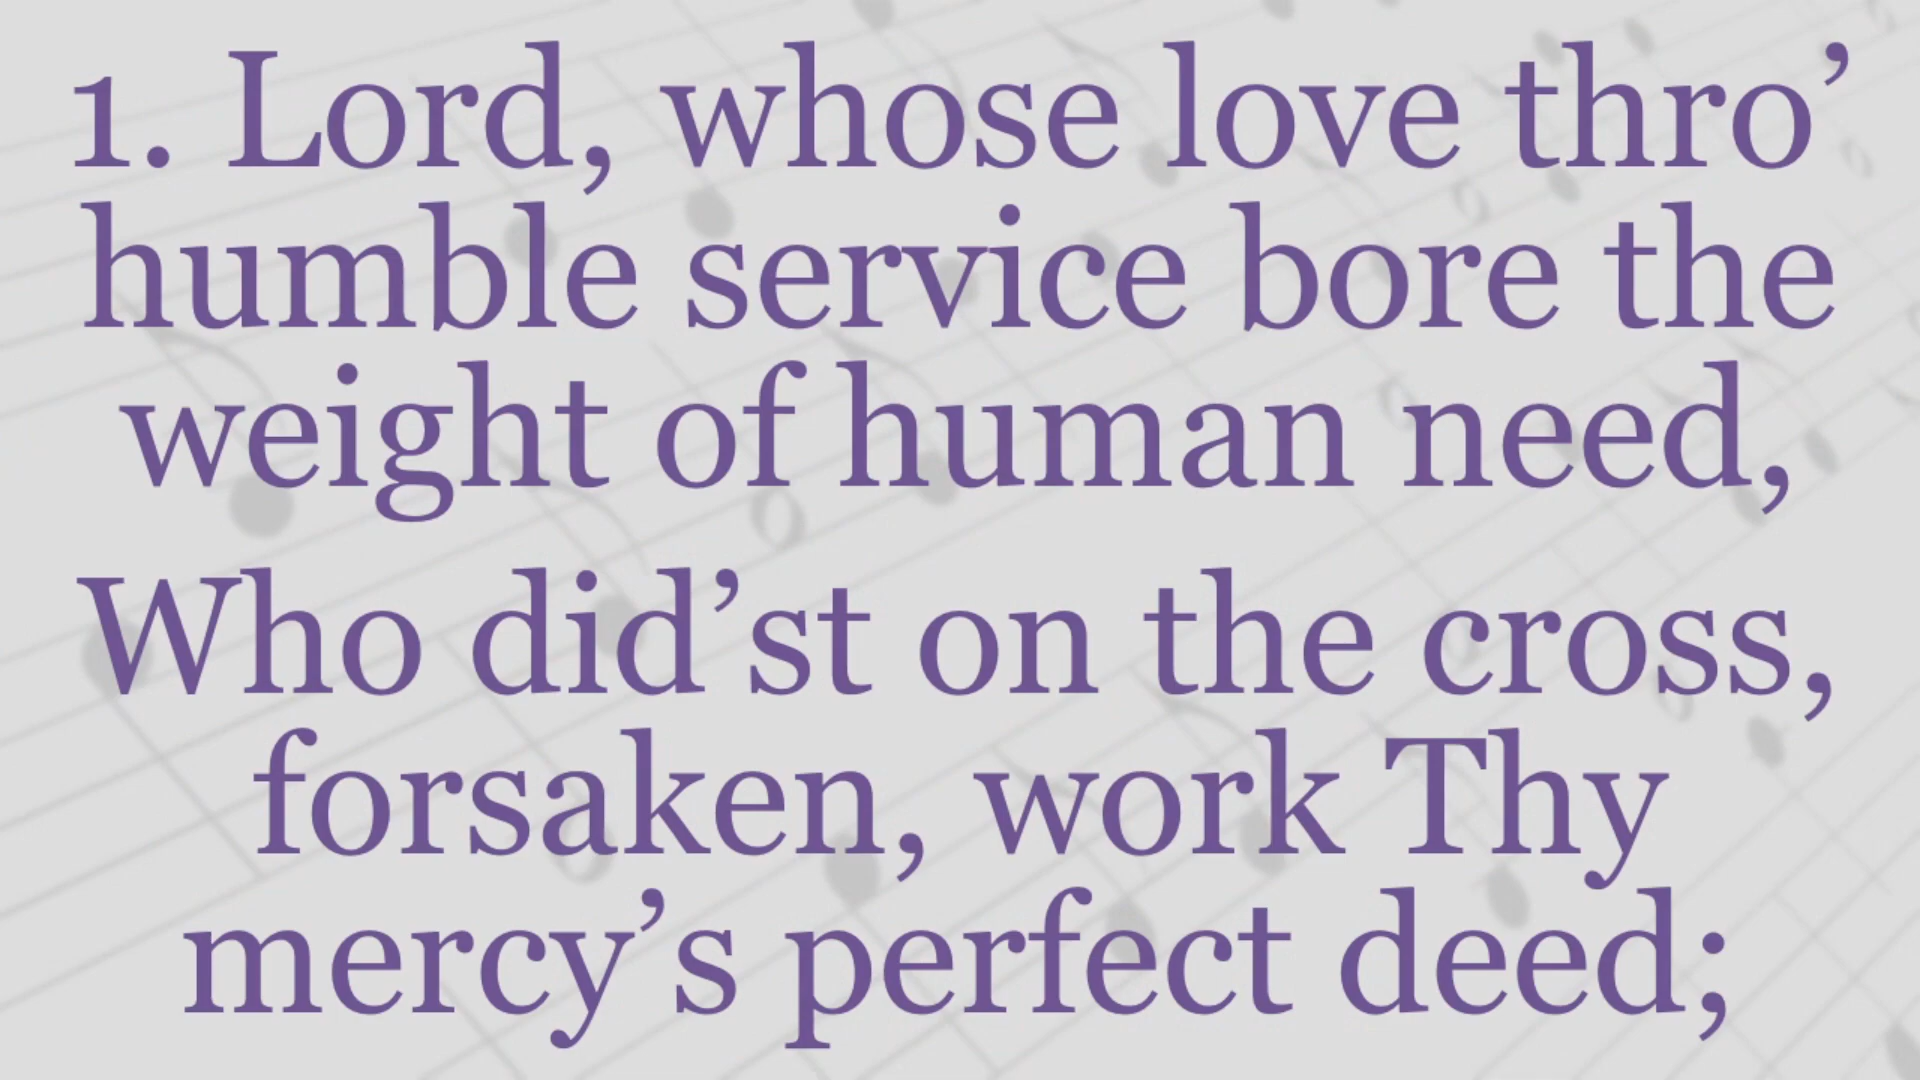 1. Lord, whose love thro’
humble service bore the
weight of human need,
Who did’st on the cross,
forsaken, work Thy
mercy’s perfect deed;